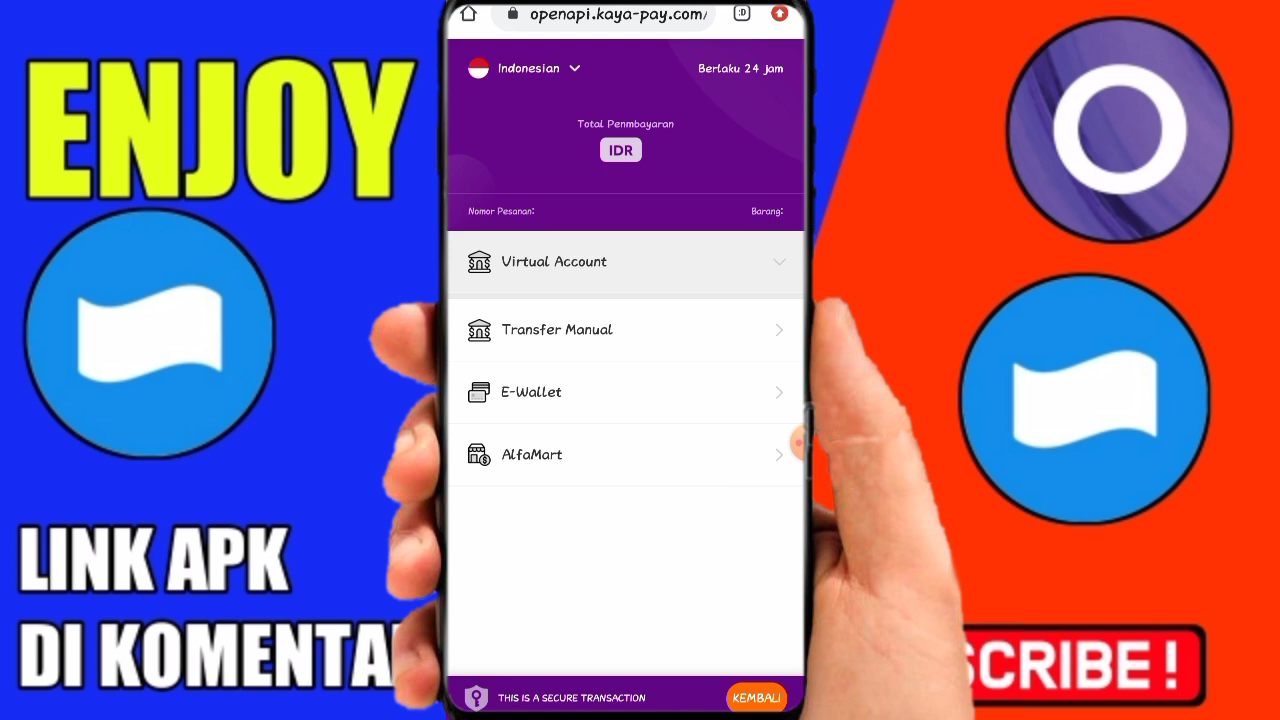 ENJOY
LINK APK
DI KOMENTA
openapi.kaya-pay.com/
:D
Indonesian
Berlaku 24 jam
Total Penmbayaran
IDR
Nomor Pesanan:
Barang:
Virtual Account
Transfer Manual
E-Wallet
AlfaMart
THIS IS A SECURE TRANSACTION
KEMBALI
SCRIBE !